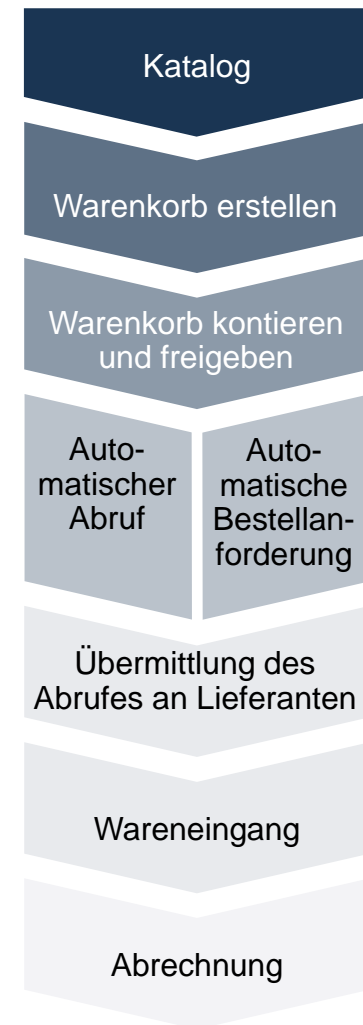 Katalog
Warenkorb erstellen
Warenkorb kontieren
und freigeben
Auto-
matischer
Abruf
Auto-
matische
Bestellan-
forderung
Übermittlung des
Abrufes an Lieferanten
Wareneingang
Abrechnung